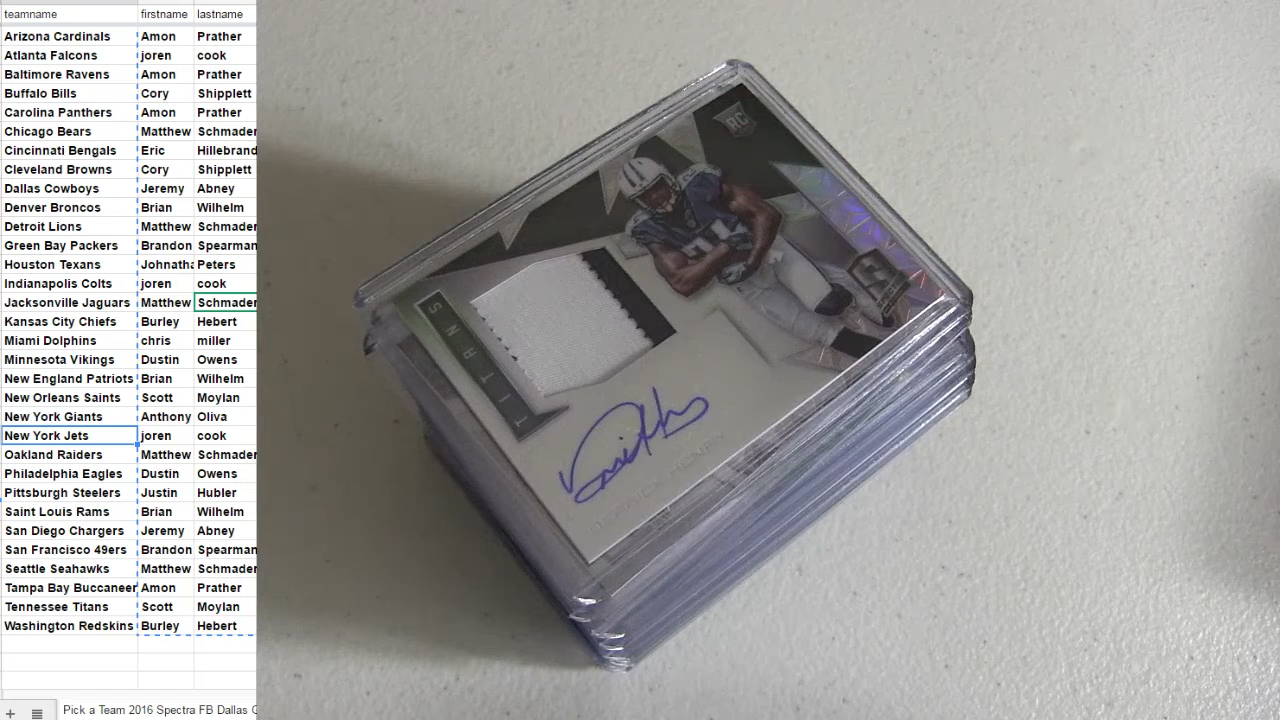 teamname firstname lastname
Arizona Cardinals Amon Prather
Atlanta Falcons joren cook
Baltimore Ravens Amon Prather
Buffalo Bills Cory Shipplett
Carolina Panthers Amon Prather
Chicago Bears Matthew Schmader
Cincinnati Bengals Eric Hillebrand
Cleveland Browns Cory Shipplett
Dallas Cowboys Jeremy Abney
Denver Broncos Brian Wilhelm
Detroit Lions Matthew Schmader
Green Bay Packers Brandon Spearman
Houston Texans Johnatha Peters
Indianapolis Colts joren cook
Jacksonville Jaguars Matthew Schmader
Kansas City Chiefs Burley Hebert
Miami Dolphins chris miller
Minnesota Vikings Dustin Owens
New England Patriots Brian Wilhelm
New Orleans Saints Scott Moylan
New York Giants Anthony Oliva
New York Jets joren cook
Oakland Raiders Matthew Schmader
Philadelphia Eagles Dustin Owens
Pittsburgh Steelers Justin Hubler
Saint Louis Rams Brian Wilhelm
San Diego Chargers Jeremy Abney
San Francisco 49ers Brandon Spearman
Seattle Seahawks Matthew Schmader
Tampa Bay Buccaneer Amon Prather
Tennessee Titans Scott Moylan
Washington Redskins Burley Hebert
Pick a Team 2016 Spectra FB Dallas
RC
TITANS